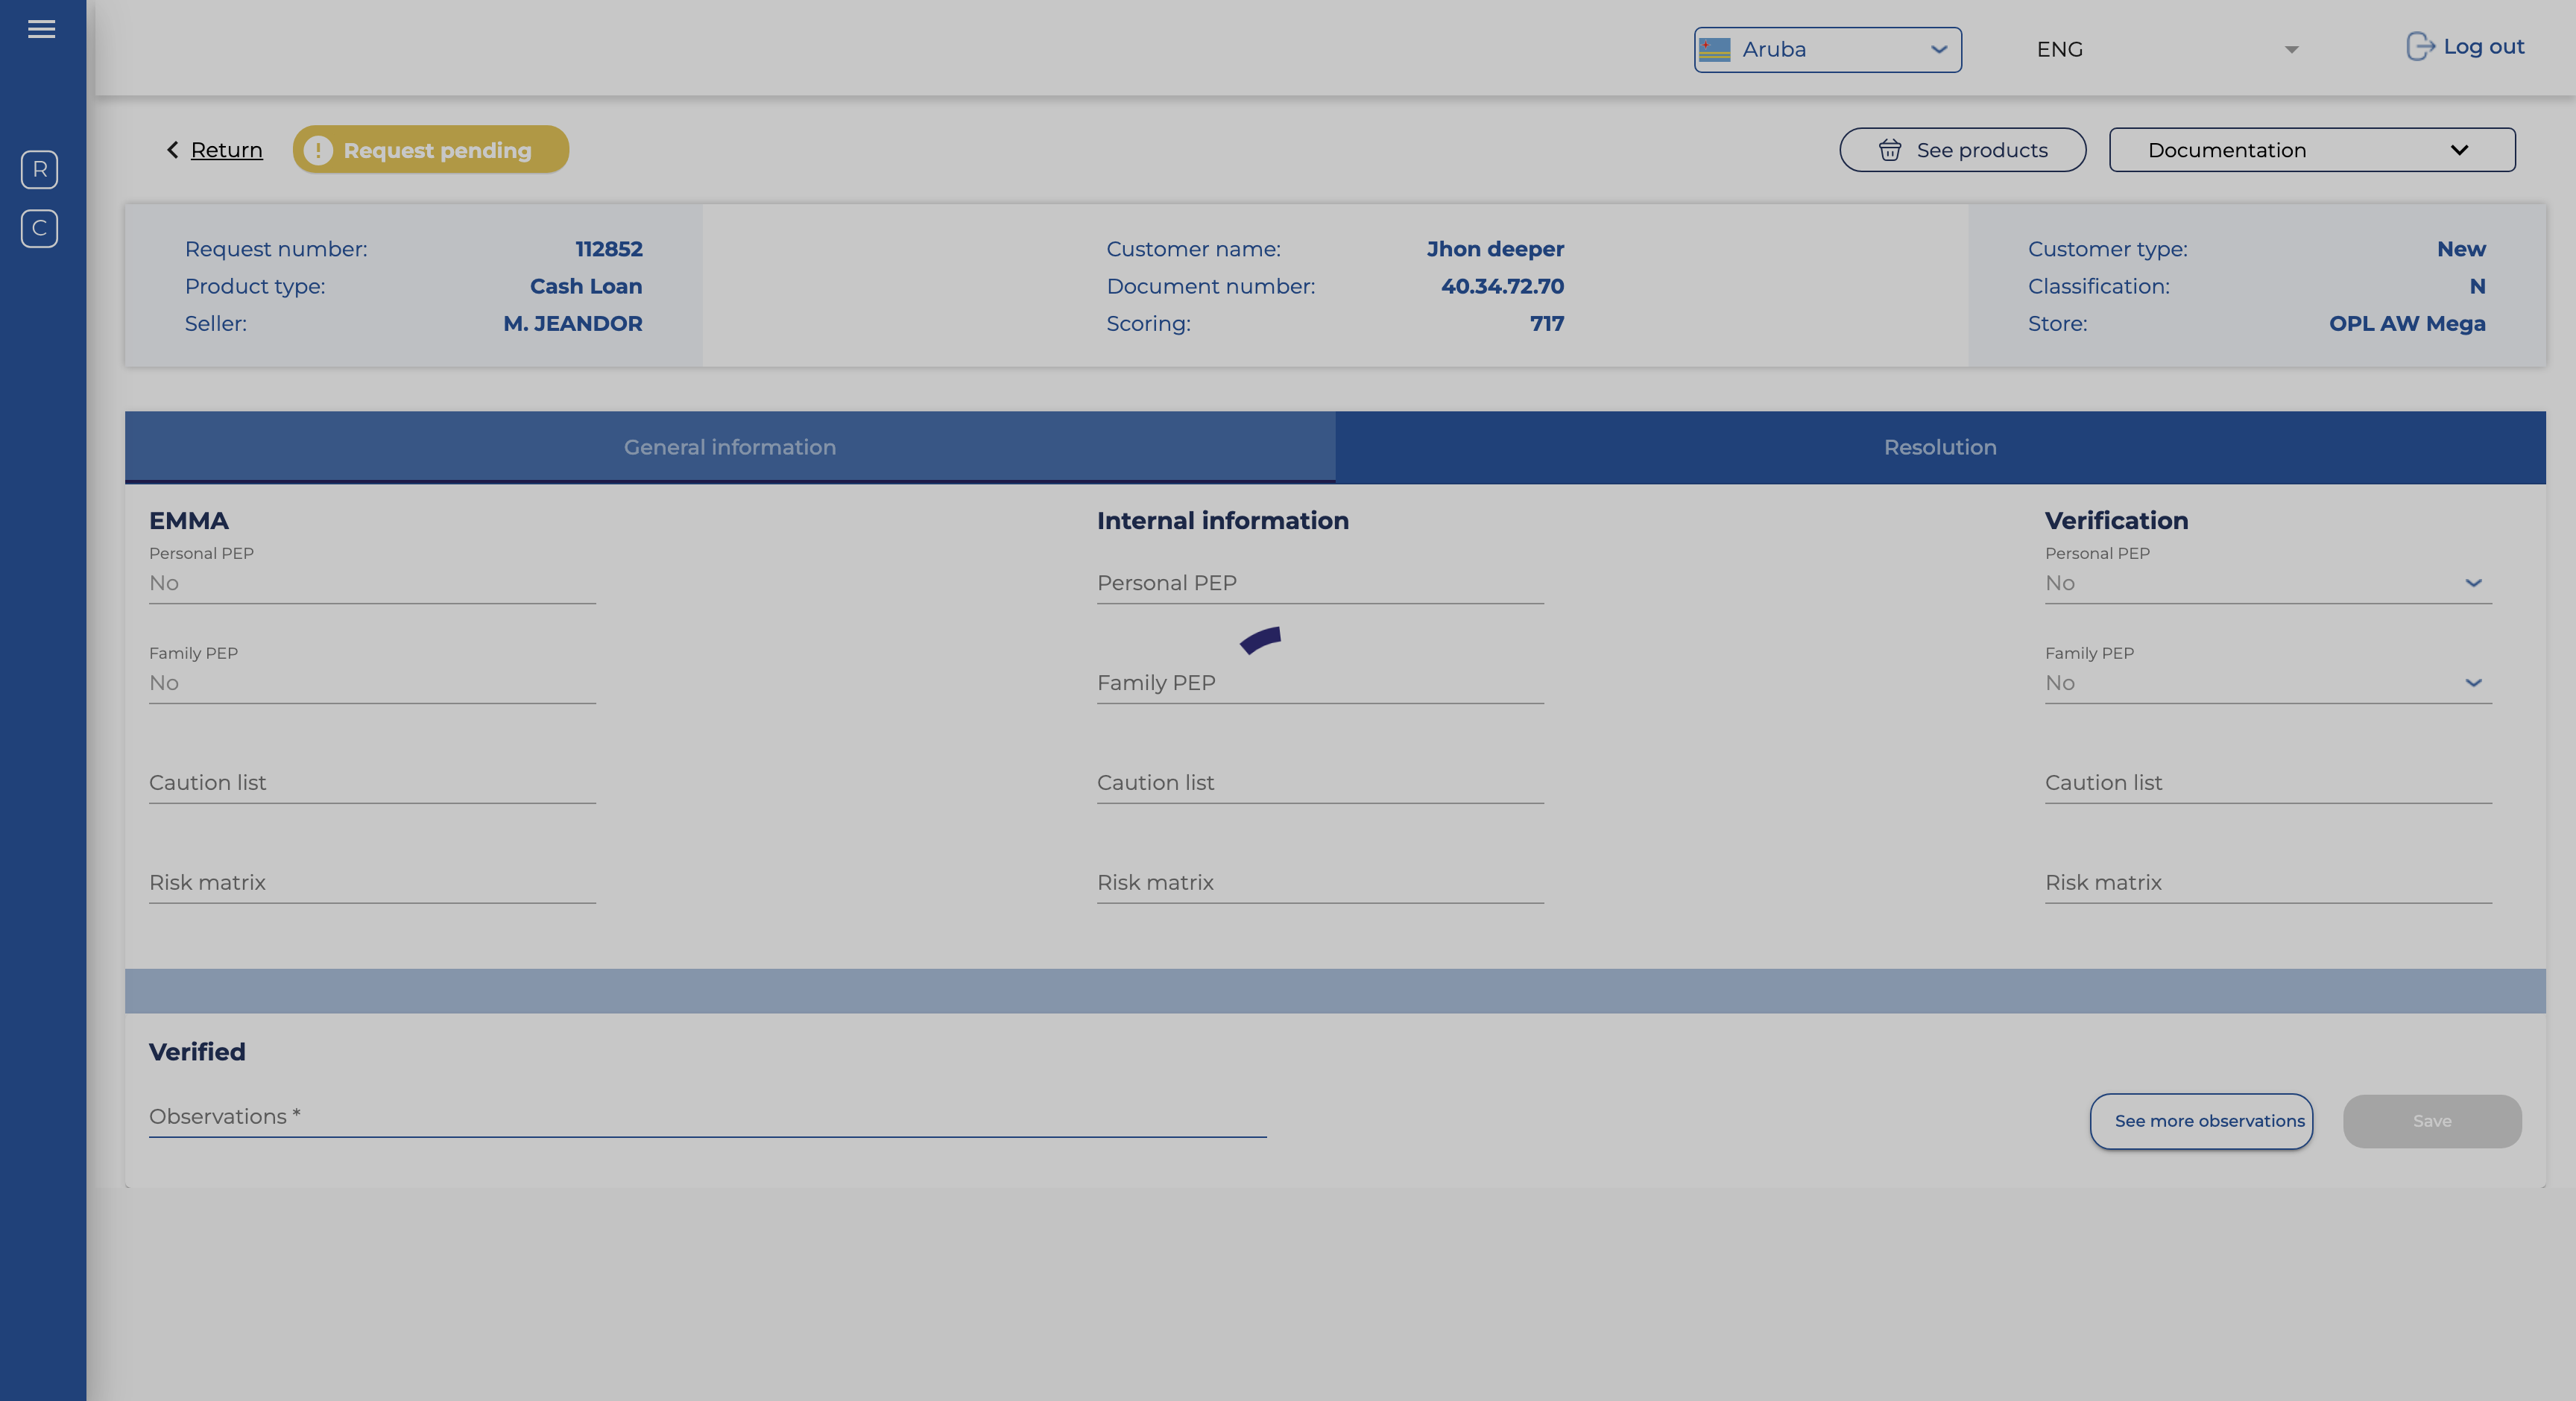 Aruba
ENG
Log out
R
C
Return
Request pending
See products
Documentation
Request number: 112852
Product type: Cash Loan
Seller: M. JEANDOR
Customer name: Jhon deeper
Document number: 40.34.72.70
Scoring: 717
Customer type: New
Classification: N
Store: OPL AW Mega
General information
Resolution
EMMA
Personal PEP
No
Family PEP
No
Caution list
Risk matrix
Internal information
Personal PEP
Family PEP
Caution list
Risk matrix
Verification
Personal PEP
No
Family PEP
No
Caution list
Risk matrix
Verified
Observations *
See more observations
Save